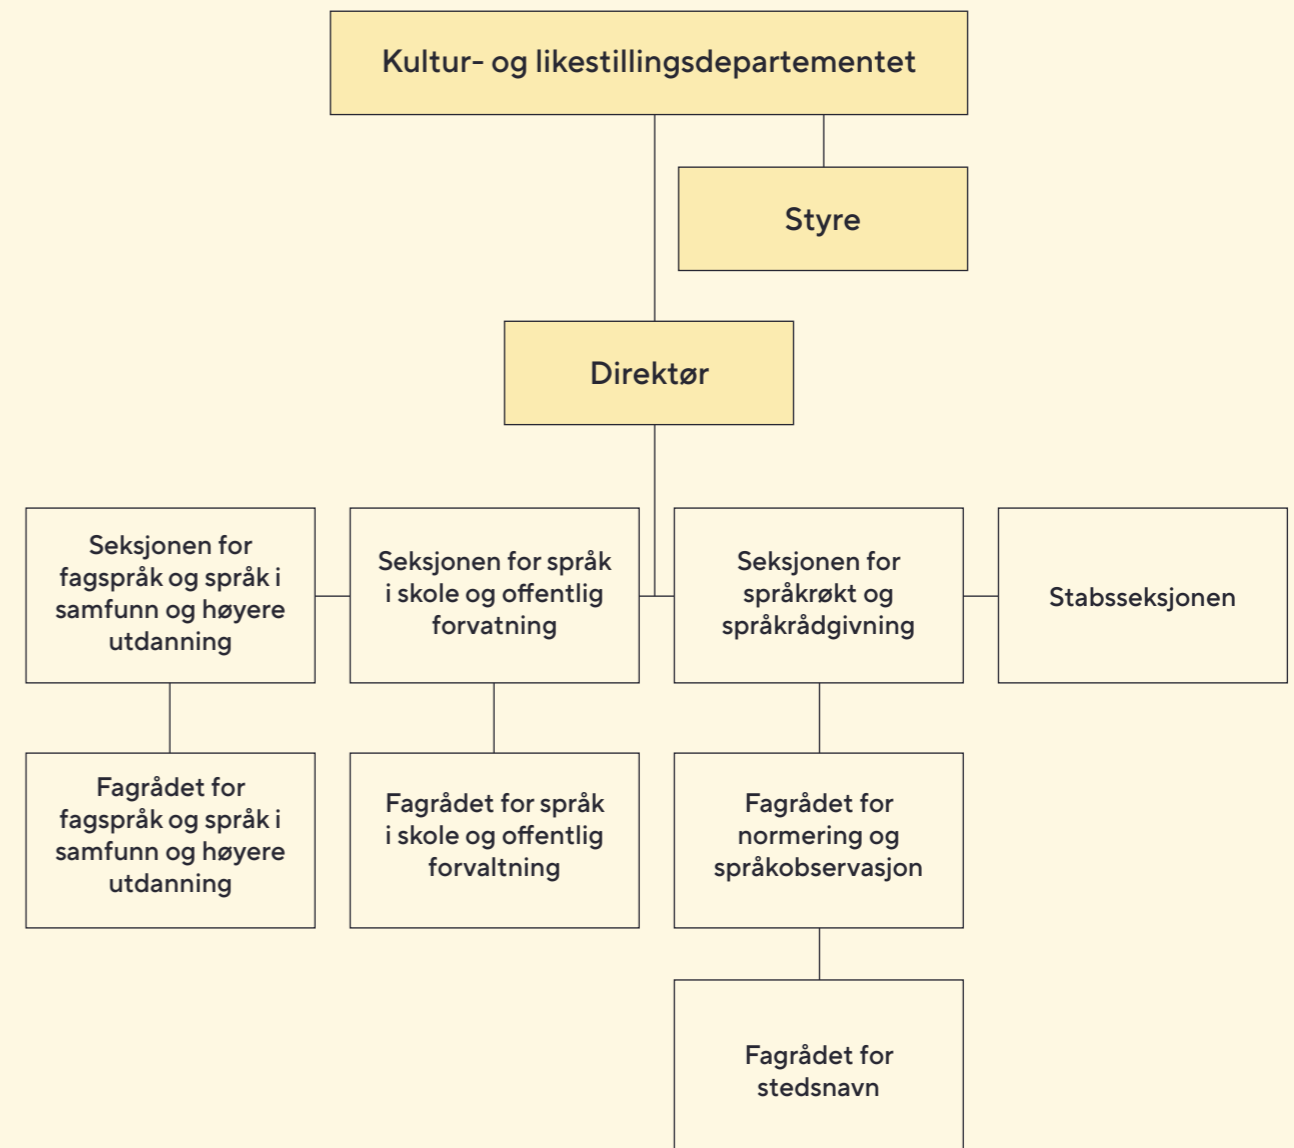 Kultur- og likestillingsdepartementet
Styre
Direktør
Seksjonen for
fagspråk og språk i
samfunn og høyere
utdanning
Seksjonen for språk
i skole og offentlig
forvatning
Seksjonen for
språkrøkt og
språkrådgivning
Stabsseksjonen
Fagrådet for
fagspråk og språk i
samfunn og høyere
utdanning
Fagrådet for språk
i skole og offentlig
forvaltning
Fagrådet for
normering og
språkobservasjon
Fagrådet for
stedsnavn